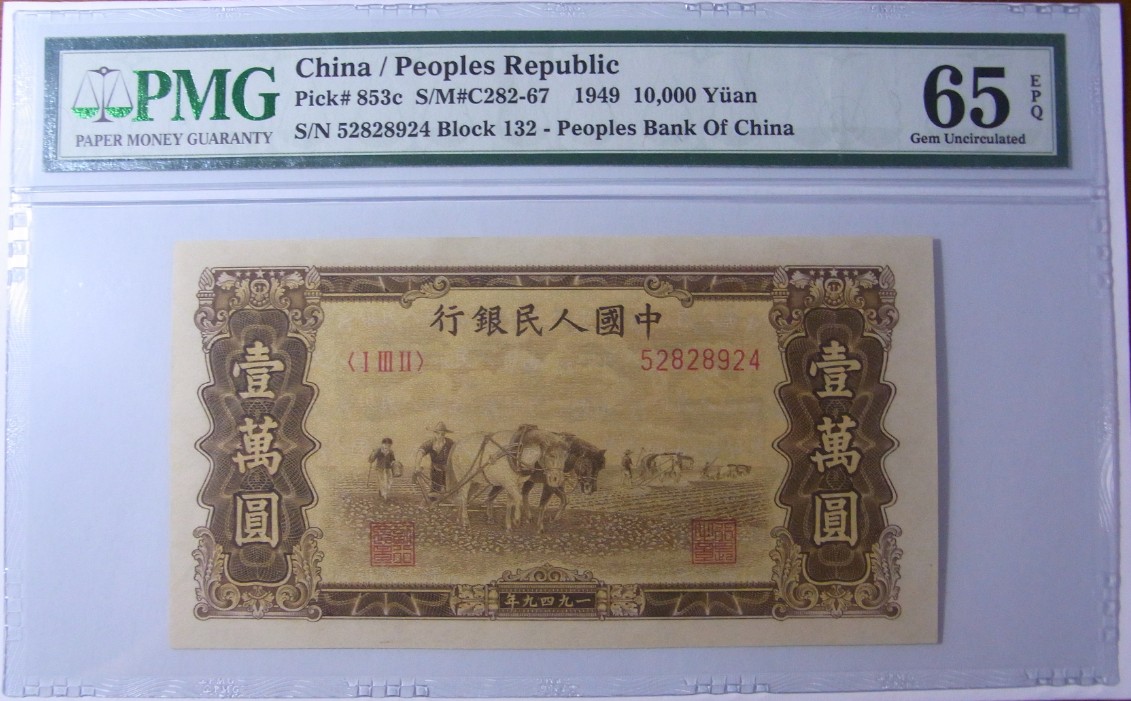 PMG
PAPER MONEY GUARANTY
China / Peoples Republic
Pick# 853c S/M#C282-67 1949 10,000 Yüan
S/N 52828924 Block 132 - Peoples Bank Of China
65
EPQ
Gem Uncirculated
行銀民人國中
〈I III II〉
52828924
壹萬圓
壹萬圓
年九四九一